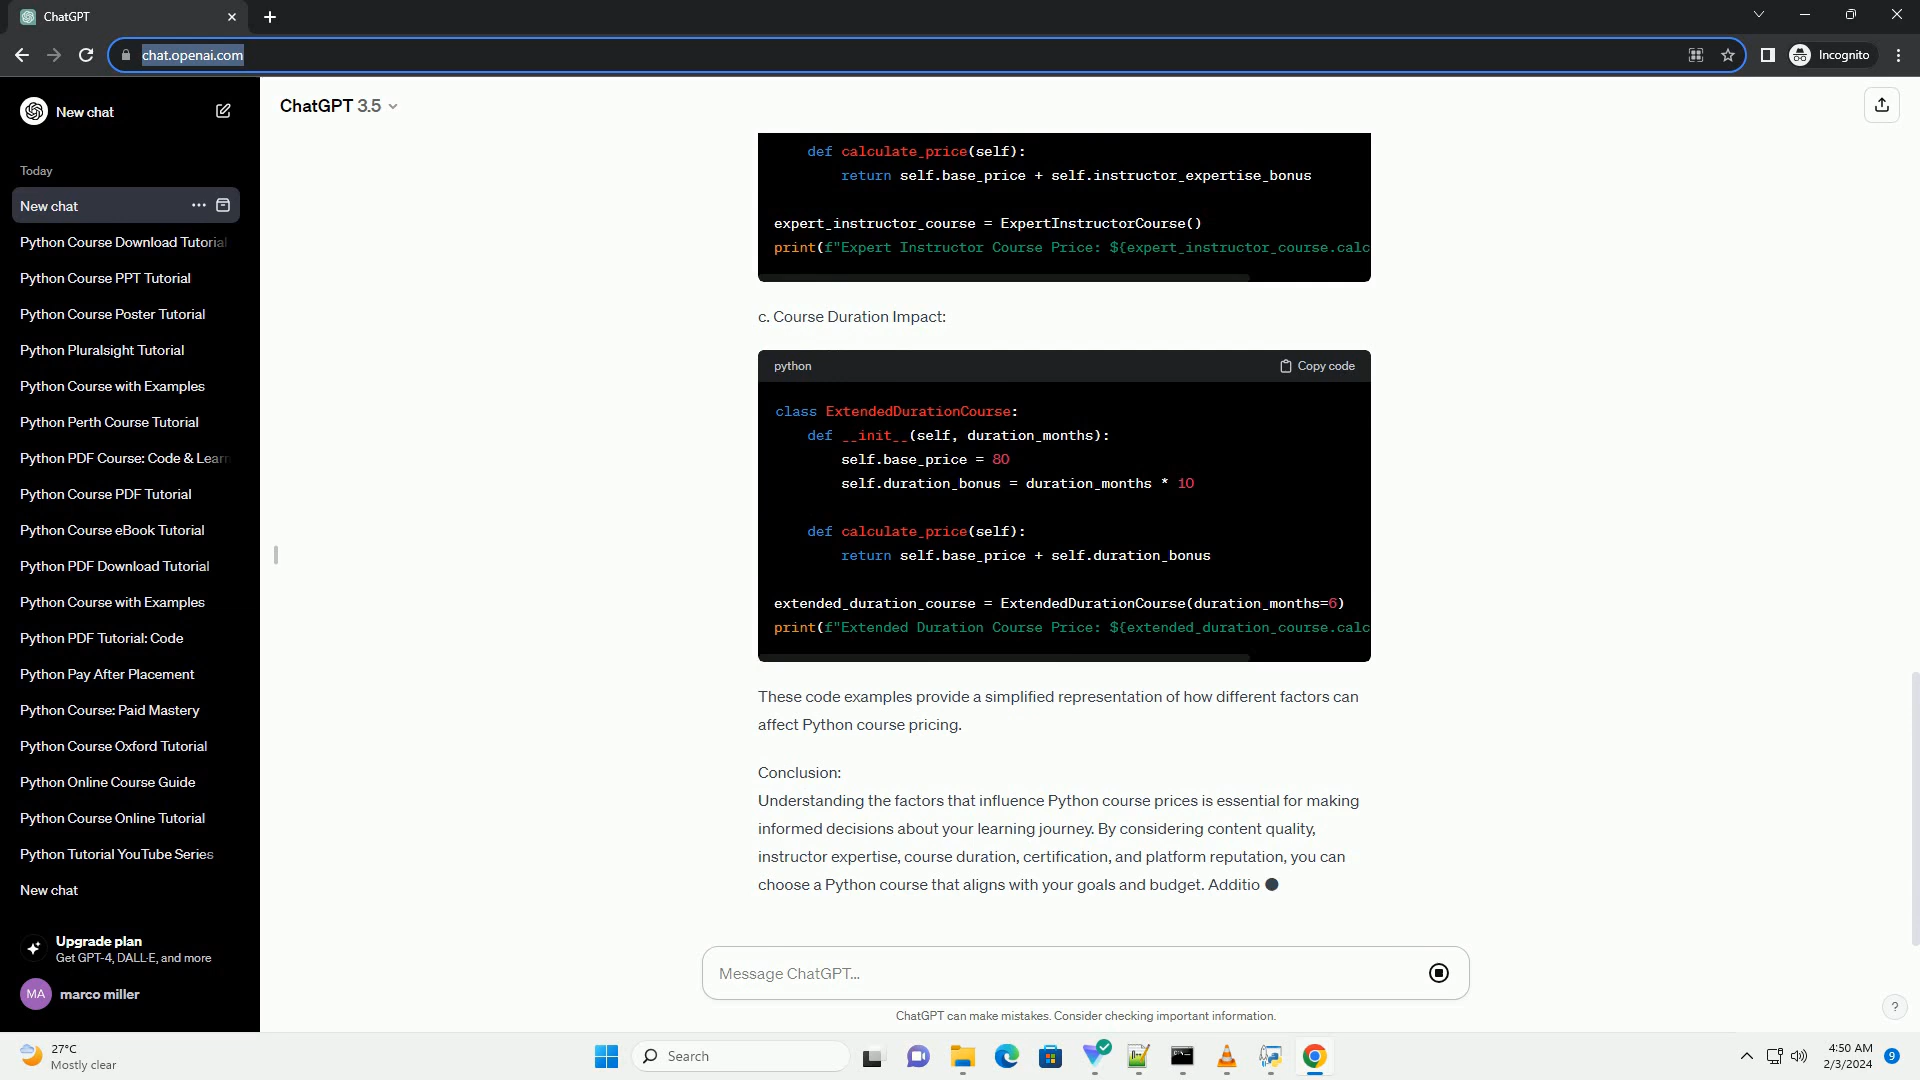 ChatGPT
chat.openai.com
Incognito
New chat
Today
New chat
Python Course Download Tutorial
Python Course PPT Tutorial
Python Course Poster Tutorial
Python Pluralsight Tutorial
Python Course with Examples
Python Perth Course Tutorial
Python PDF Course: Code & Learn
Python Course PDF Tutorial
Python Course eBook Tutorial
Python PDF Download Tutorial
Python Course with Examples
Python PDF Tutorial: Code
Python Pay After Placement
Python Course: Paid Mastery
Python Course Oxford Tutorial
Python Online Course Guide
Python Course Online Tutorial
Python Tutorial YouTube Series
New chat
Upgrade plan
Get GPT-4, DALL·E, and more
MA
marco miller
ChatGPT 3.5
def calculate_price(self):
return self.base_price + self.instructor_expertise_bonus
expert_instructor_course = ExpertInstructorCourse()
print(f"Expert Instructor Course Price: ${expert_instructor_course.calc
c. Course Duration Impact:
python
Copy code
class ExtendedDurationCourse:
def __init__(self, duration_months):
self.base_price = 80
self.duration_bonus = duration_months * 10
def calculate_price(self):
return self.base_price + self.duration_bonus
extended_duration_course = ExtendedDurationCourse(duration_months=6)
print(f"Extended Duration Course Price: ${extended_duration_course.calc
These code examples provide a simplified representation of how different factors can
affect Python course pricing.
Conclusion:
Understanding the factors that influence Python course prices is essential for making
informed decisions about your learning journey. By considering content quality,
instructor expertise, course duration, certification, and platform reputation, you can
choose a Python course that aligns with your goals and budget. Additio
Message ChatGPT...
ChatGPT can make mistakes. Consider checking important information.
?
27°C
Mostly clear
Search
4:50 AM
2/3/2024
9